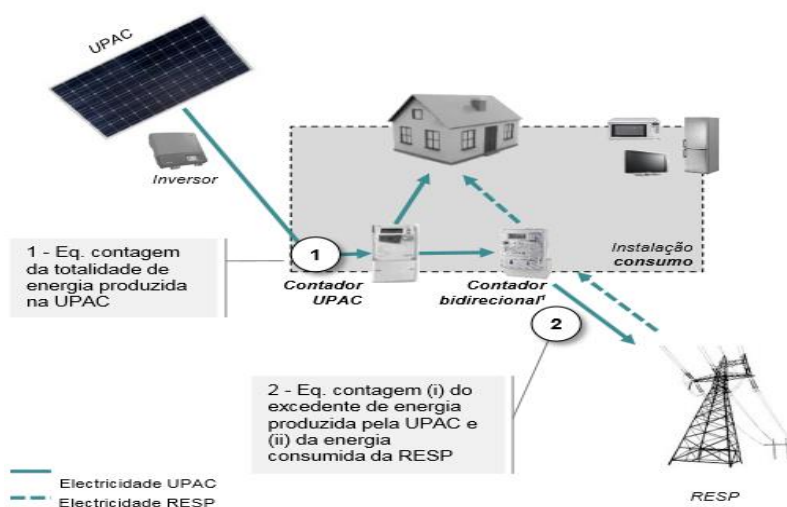 UPAC
Inversor
1 - Eq. contagem
da totalidade de
energia produzida
na UPAC
1
Contador
UPAC
Contador
bidirecional¹
Instalação
consumo
2
2 - Eq. contagem (i) do
excedente de energia
produzida pela UPAC e
(ii) da energia
consumida da RESP
Electricidade UPAC
Electricidade RESP
RESP